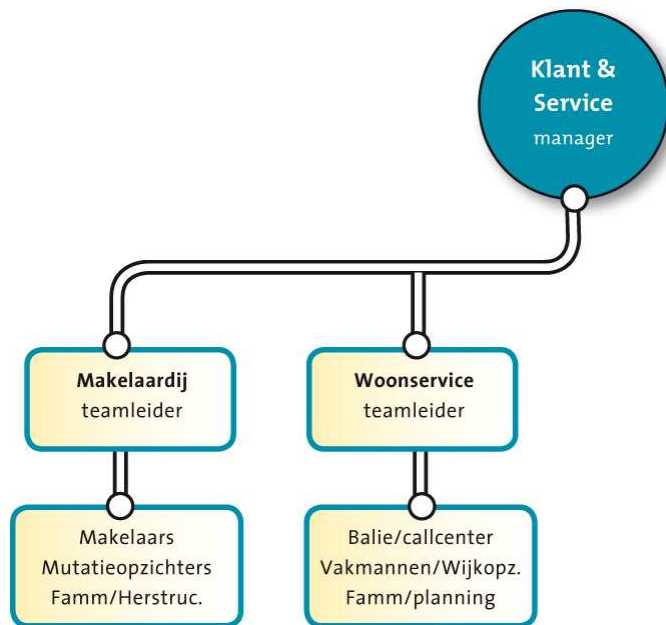 Klant &
Service
manager
Makelaardij
teamleider
Woonservice
teamleider
Makelaars
Mutatieopzichters
Famm/Herstruc.
Balie/callcenter
Vakmannen/Wijkopz.
Famm/planning